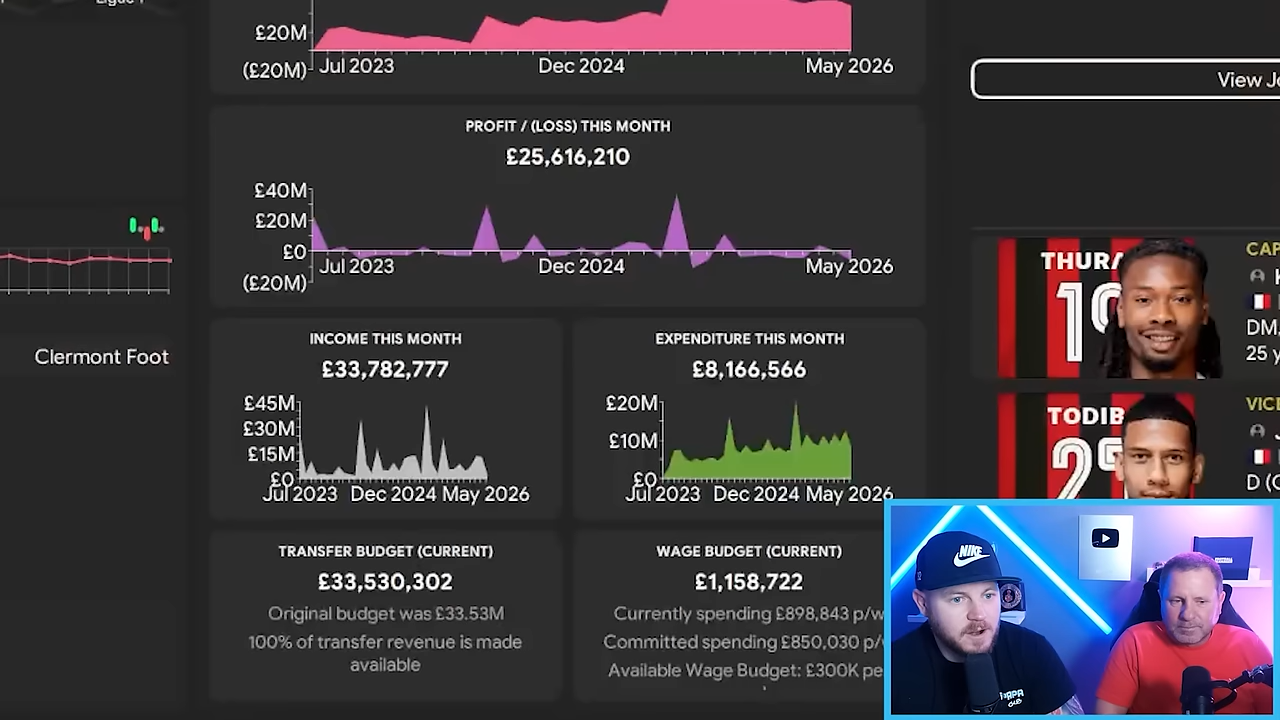 £20M
(£20M)
Jul 2023 Dec 2024 May 2026
View
PROFIT / (LOSS) THIS MONTH
£25,616,210
£40M
£20M
£0
(£20M)
Jul 2023 Dec 2024 May 2026
Clermont Foot
INCOME THIS MONTH
£33,782,777
£45M
£30M
£15M
£0
Jul 2023 Dec 2024 May 2026
EXPENDITURE THIS MONTH
£8,166,566
£20M
£10M
£0
Jul 2023 Dec 2024 May 2026
TRANSFER BUDGET (CURRENT)
£33,530,302
Original budget was £33.53M
100% of transfer revenue is made
available
WAGE BUDGET (CURRENT)
£1,158,722
Currently spending £898,843 p/w
Committed spending £850,030 p/w
Available Wage Budget: £300K pe
THURA
CAP
DM,
25 y
TODIB
VICE
D (C
NIKE